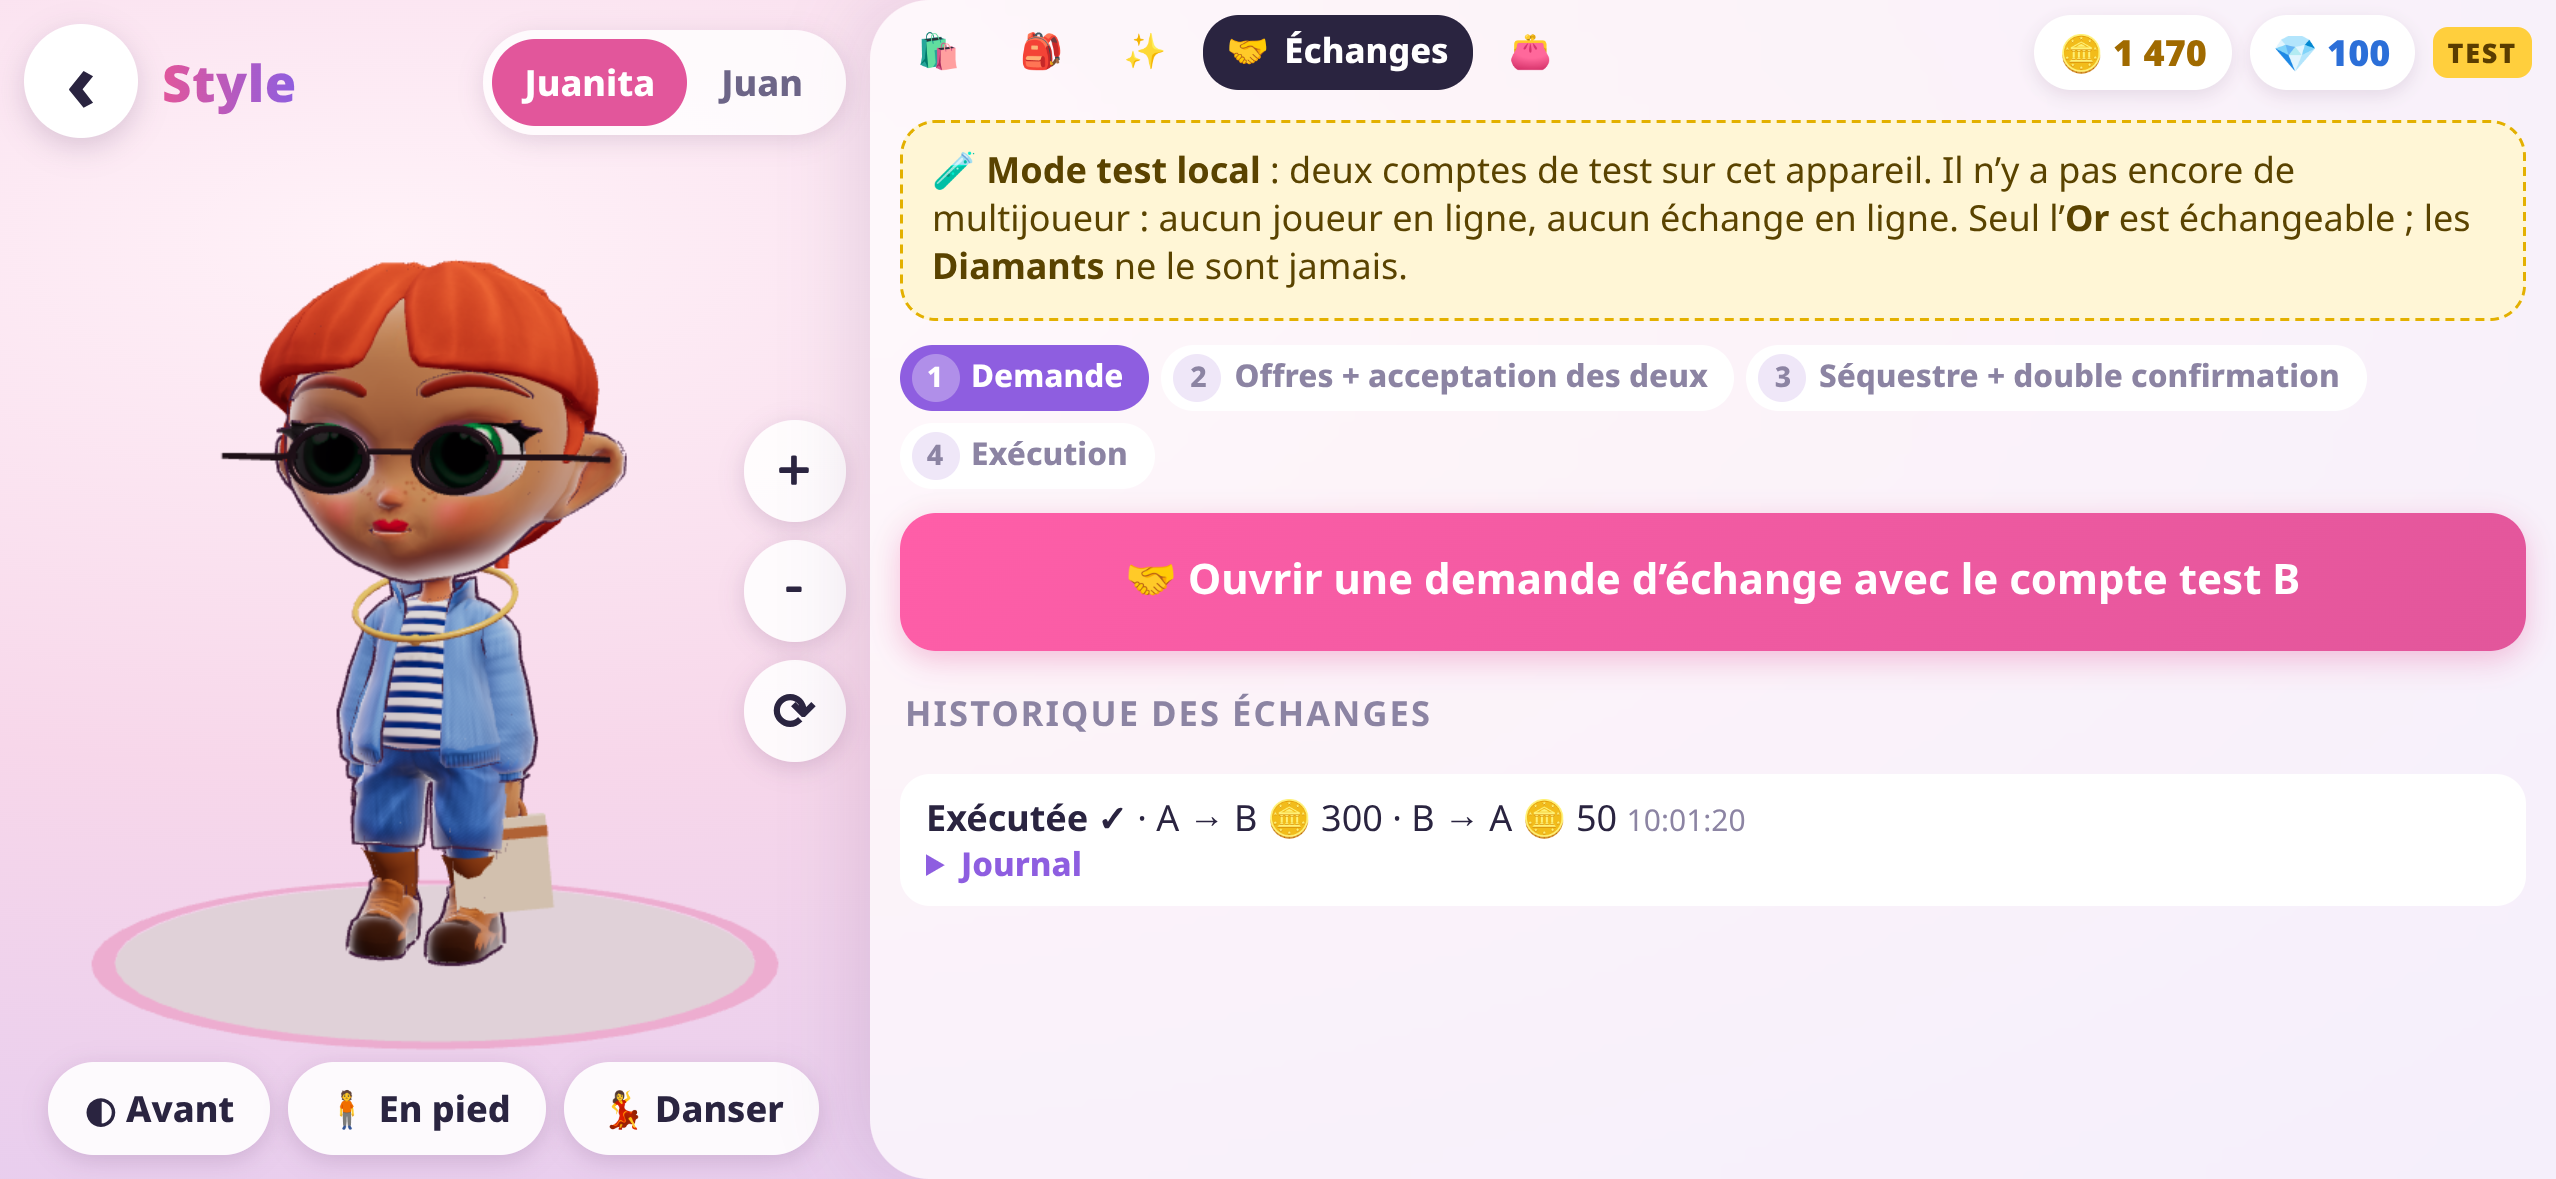 ‹ Style Juanita Juan
🛍️ 🎒 ✨ 🤝 Échanges 👛 🪙 1 470 💎 100 TEST
🧪 Mode test local : deux comptes de test sur cet appareil. Il n’y a pas encore de
multijoueur : aucun joueur en ligne, aucun échange en ligne. Seul l’Or est échangeable ; les
Diamants ne le sont jamais.
1 Demande 2 Offres + acceptation des deux 3 Séquestre + double confirmation
4 Exécution
🤝 Ouvrir une demande d’échange avec le compte test B
HISTORIQUE DES ÉCHANGES
Exécutée ✓ · A → B 🪙 300 · B → A 🪙 50 10:01:20
▶ Journal
+
-
⟳
◐ Avant 🧍 En pied 💃 Danser